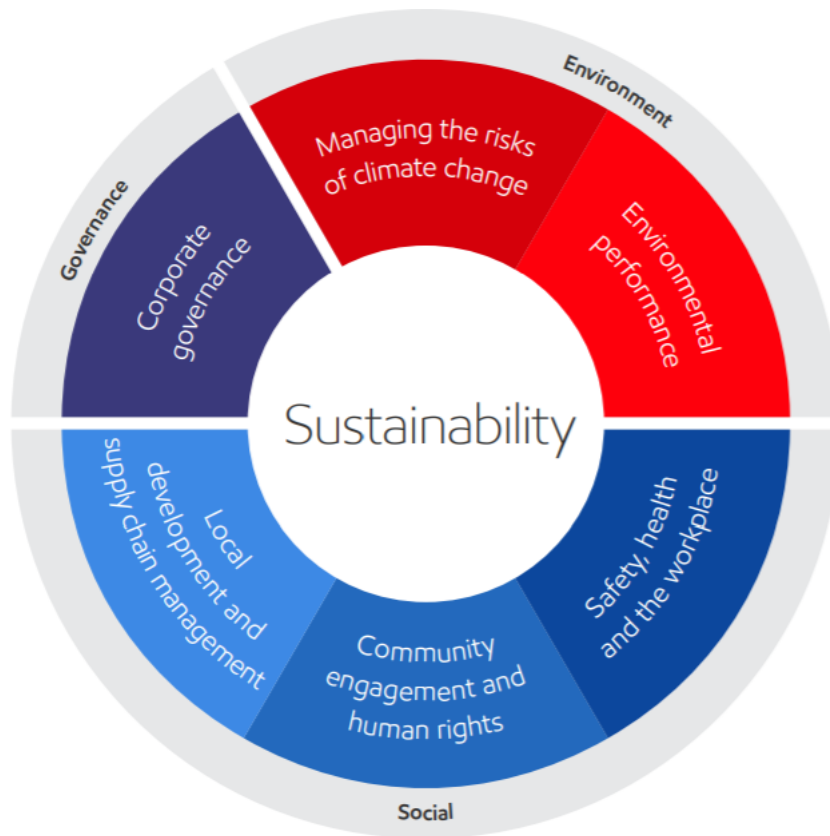 Environment
Managing the risks
of climate change
Environmental
performance
Governance
Corporate
governance
Sustainability
Safety, health
and the workplace
Community
engagement and
human rights
Local
development and
supply chain management
Social